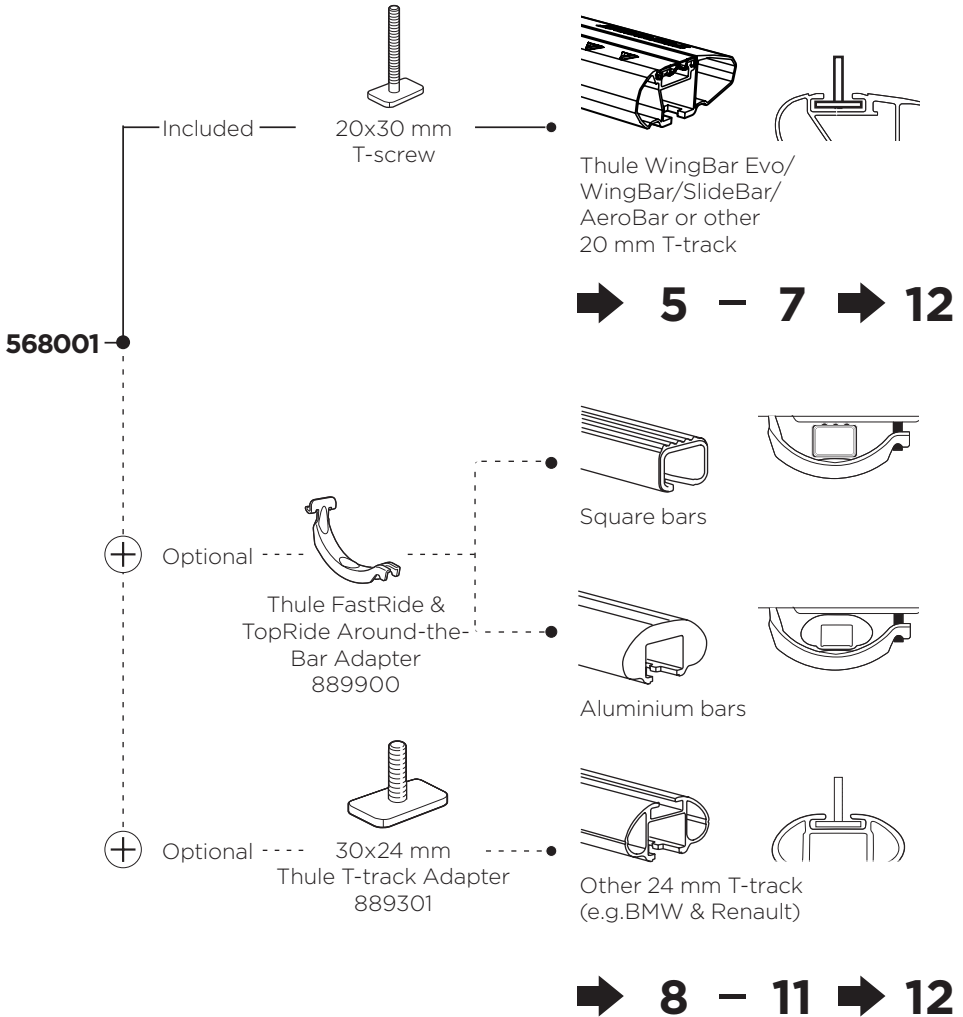 Included
20x30 mm
T-screw
Thule WingBar Evo/
WingBar/SlideBar/
AeroBar or other
20 mm T-track
5 – 7 12
568001
Square bars
Optional
Thule FastRide &
TopRide Around-the-
Bar Adapter
889900
Aluminium bars
Optional
30x24 mm
Thule T-track Adapter
889301
Other 24 mm T-track
(e.g.BMW & Renault)
8 – 11 12